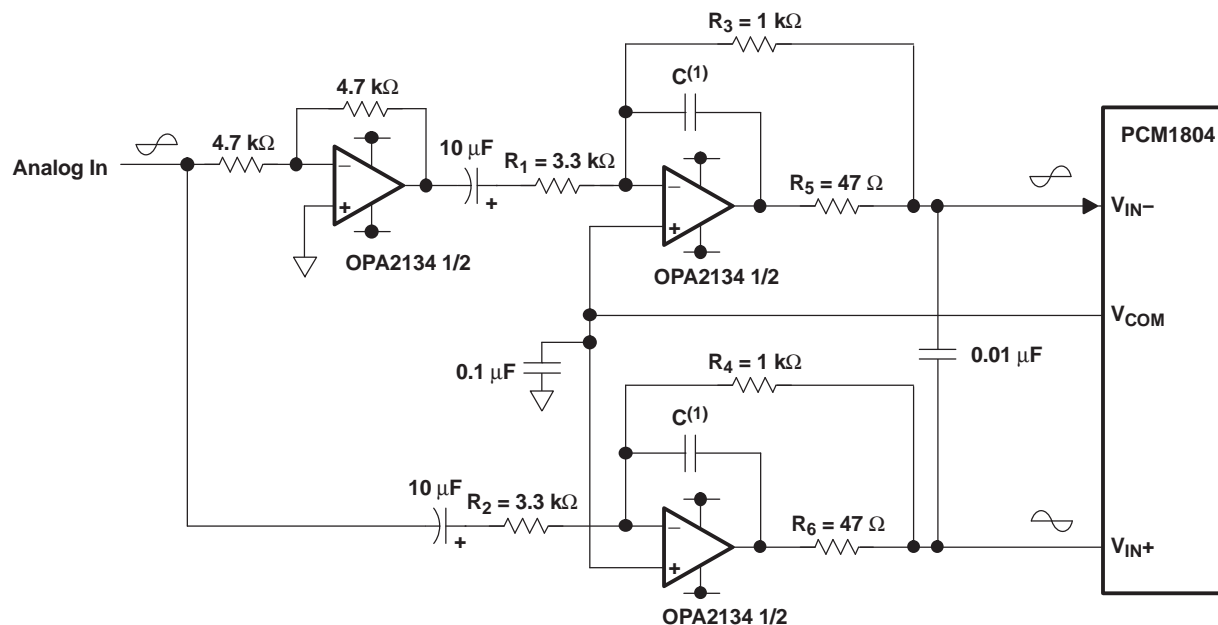 R3 = 1 kΩ
4.7 kΩ
C(1)
PCM1804
4.7 kΩ
10 μF
Analog In
R1 = 3.3 kΩ
−
+
−
+
R5 = 47 Ω
VIN−
+
OPA2134 1/2
OPA2134 1/2
VCOM
0.1 μF
R4 = 1 kΩ
0.01 μF
C(1)
10 μF
R2 = 3.3 kΩ
+
−
+
R6 = 47 Ω
VIN+
OPA2134 1/2